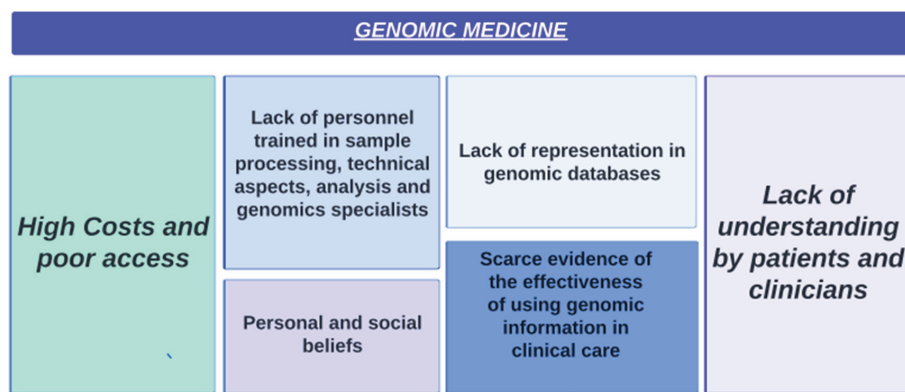 GENOMIC MEDICINE
High Costs and
poor access
Lack of personnel
trained in sample
processing, technical
aspects, analysis and
genomics specialists
Personal and social
beliefs
Lack of representation in
genomic databases
Scarce evidence of
the effectiveness
of using genomic
information in
clinical care
Lack of
understanding
by patients and
clinicians